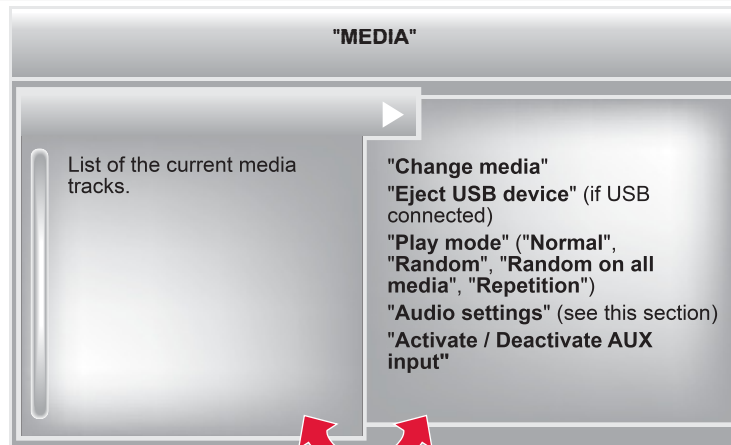 "MEDIA"
List of the current media
tracks.
"Change media"
"Eject USB device" (if USB
connected)
"Play mode" ("Normal",
"Random", "Random on all
media", "Repetition")
"Audio settings" (see this section)
"Activate / Deactivate AUX
input"